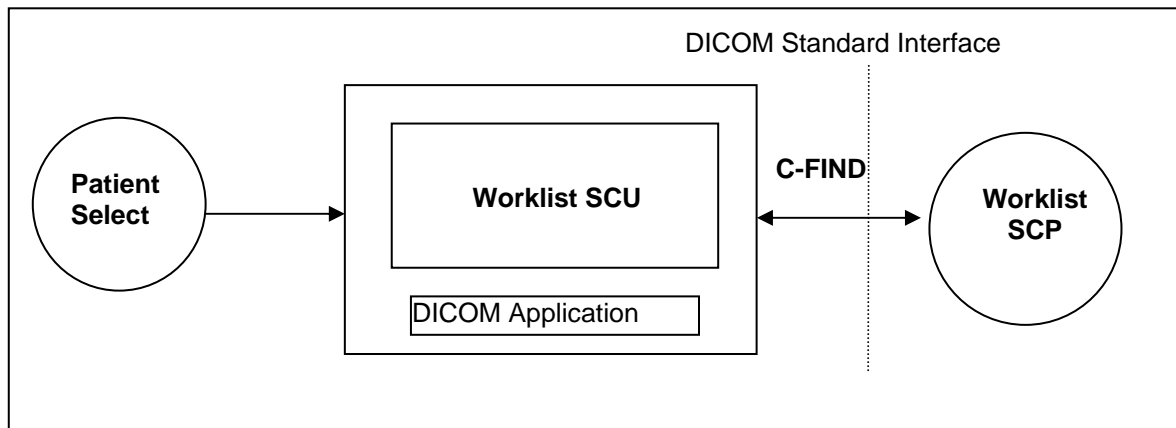 DICOM Standard Interface
Patient
Select
Worklist SCU
C-FIND
Worklist
SCP
DICOM Application